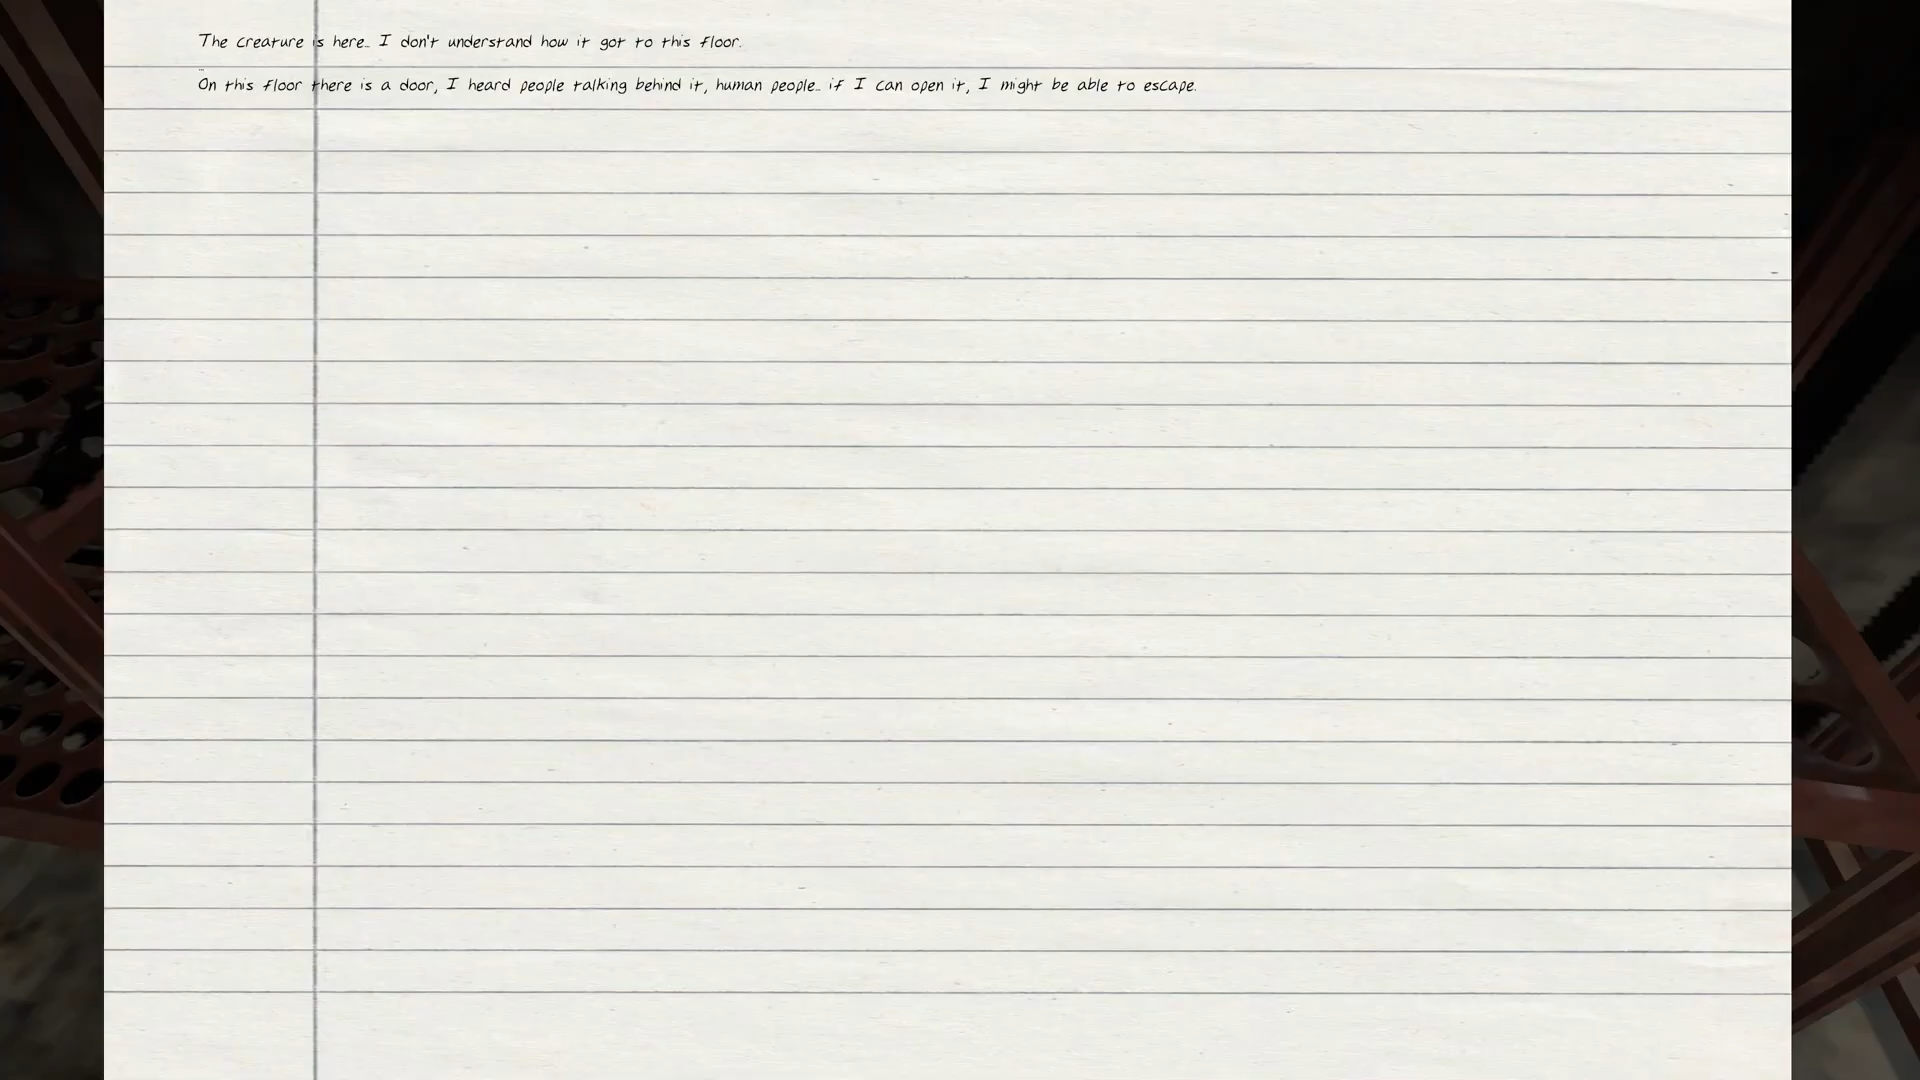 The creature is here... I don't understand how it got to this floor.
On this floor there is a door, I heard people talking behind it, human people... if I can open it, I might be able to escape.